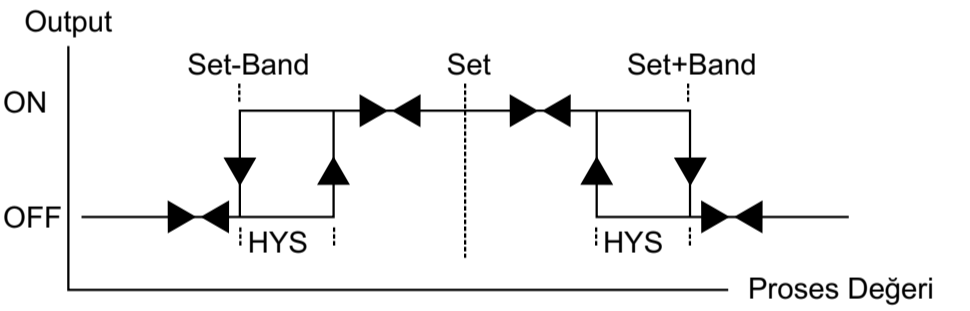 Output
Set-Band Set Set+Band
ON
OFF
HYS HYS
Proses Değeri